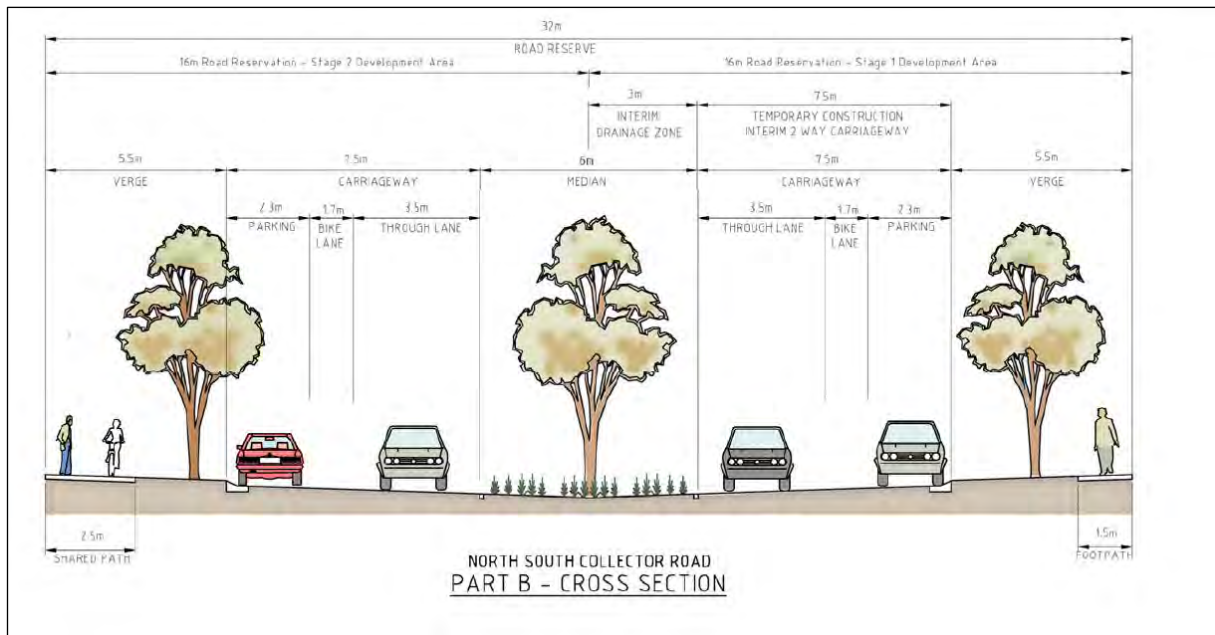 32m
ROAD RESERVE
16m Road Reservation - Stage 2 Development Area
16m Road Reservation - Stage 1 Development Area
3m
INTERIM
DRAINAGE ZONE
7.5m
TEMPORARY CONSTRUCTION
INTERIM 2 WAY CARRIAGEWAY
5.5m
VERGE
7.5m
CARRIAGEWAY
6m
MEDIAN
7.5m
CARRIAGEWAY
5.5m
VERGE
2.3m
PARKING
1.7m
BIKE
LANE
3.5m
THROUGH LANE
3.5m
THROUGH LANE
1.7m
BIKE
LANE
2.3m
PARKING
2.5m
SHARED PATH
1.5m
FOOTPATH
NORTH SOUTH COLLECTOR ROAD
PART B - CROSS SECTION